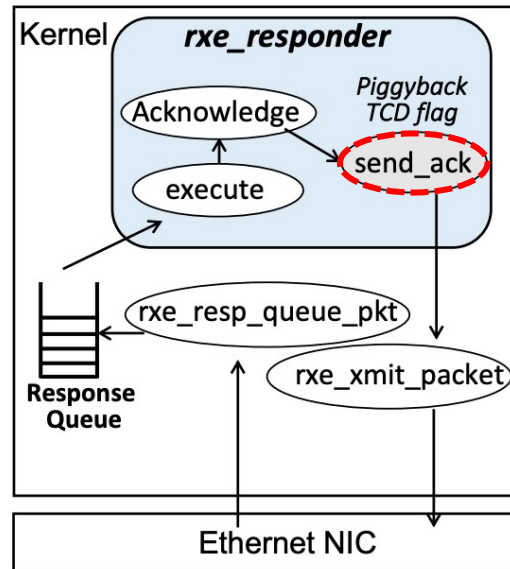 Kernel
rxe_responder
Piggyback
TCD flag
Acknowledge
send_ack
execute
rxe_resp_queue_pkt
rxe_xmit_packet
Response
Queue
Ethernet NIC